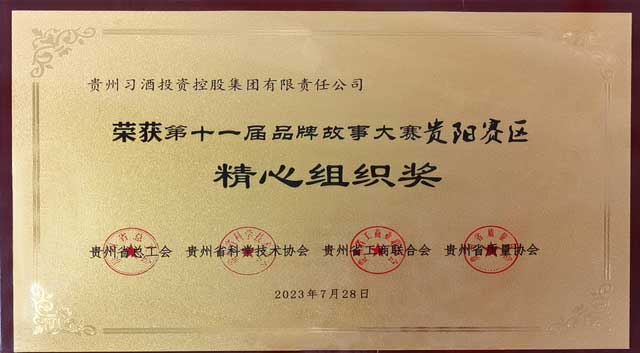 贵州习酒投资控股集团有限责任公司
荣获第十一届品牌故事大赛贵阳赛区
精心组织奖
贵州省总工会 贵州省科业技术协会 贵州省工商联合会 贵州省质量协会
2023年7月28日